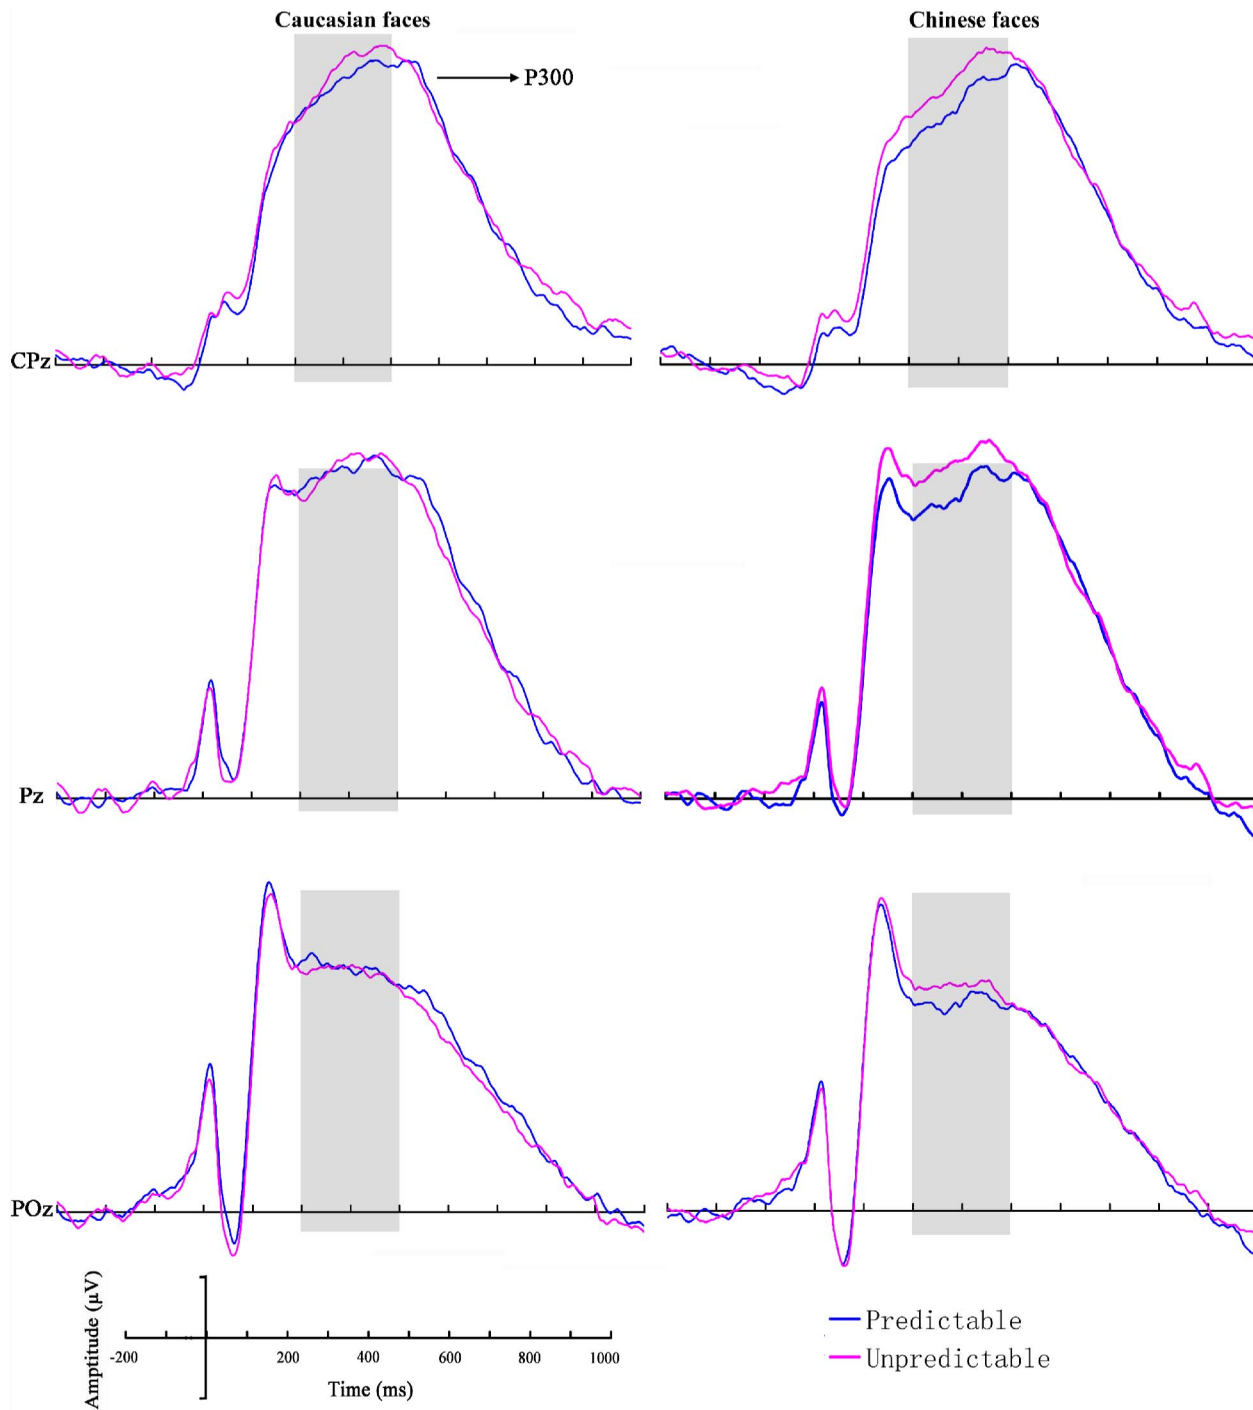 Caucasian faces
Chinese faces
P300
CPz
Pz
POz
Amptitude (μV)
-200 200 400 600 800 1000
Time (ms)
Predictable
Unpredictable